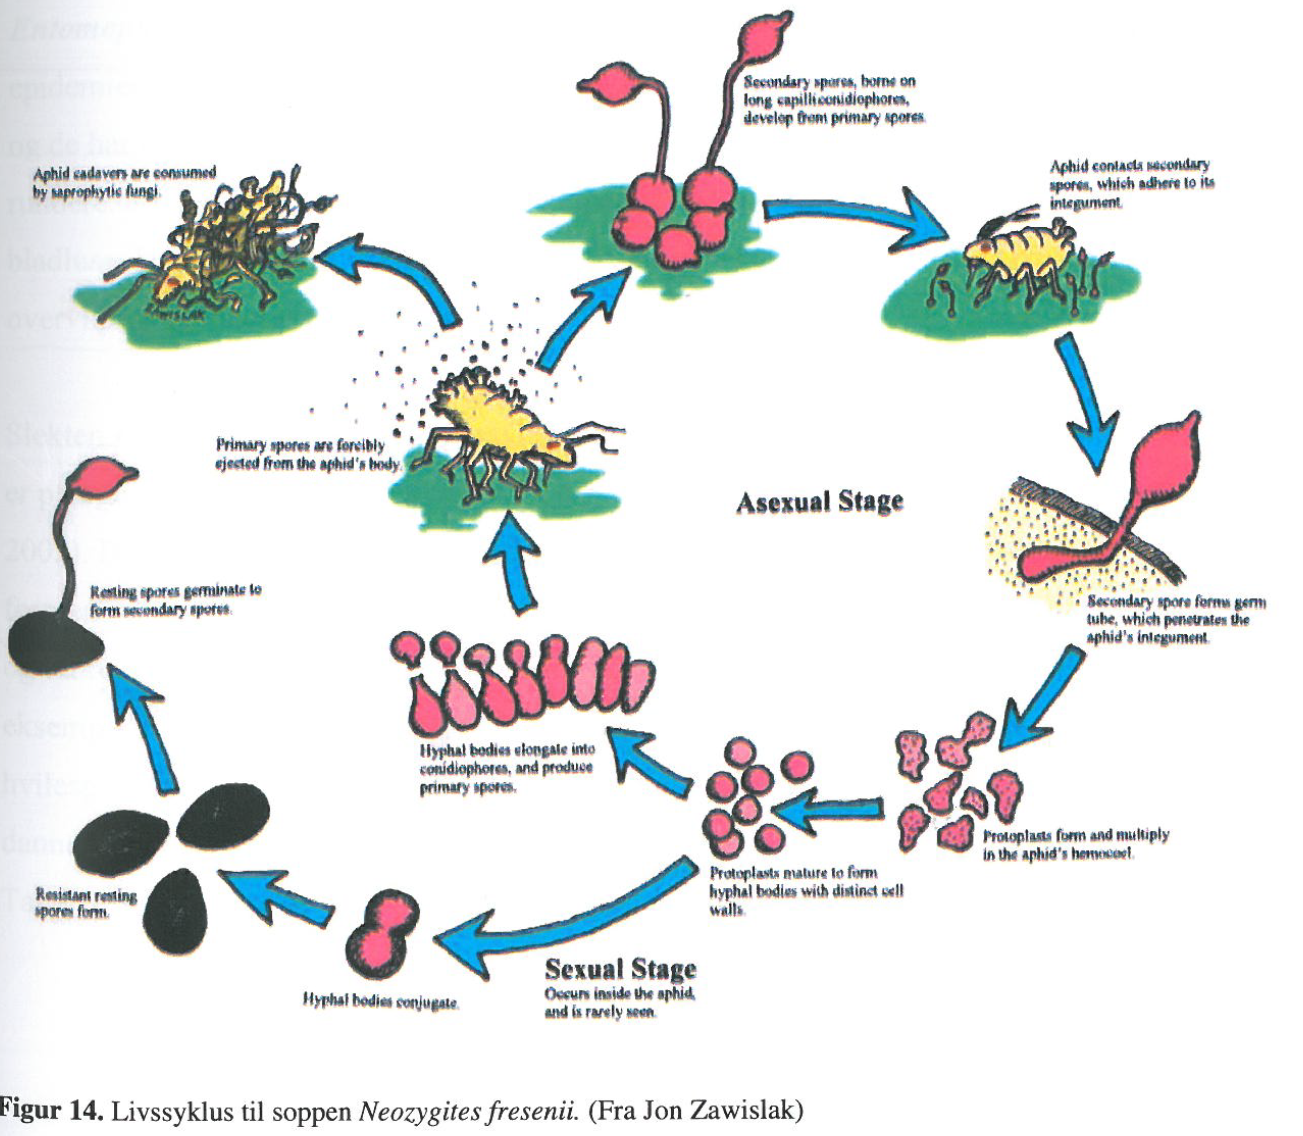 Secondary spores, borne on
long capilliconidiophores,
develop from primary spores.
Aphid cadavers are consumed
by saprophytic fungi.
Aphid contacts secondary
spores, which adhere to its
integument.
ZAWISLAK
Primary spores are forcibly
ejected from the aphid's body.
Asexual Stage
Resting spores germinate to
form secondary spores.
Secondary spore forms germ
tube, which penetrates the
aphid's integument.
Hyphal bodies elongate into
conidiophores, and produce
primary spores.
Protoplasts form and multiply
in the aphid's hemocoel.
Protoplasts mature to form
hyphal bodies with distinct cell
walls.
Resistant resting
spores form.
Sexual Stage
Occurs inside the aphid,
and is rarely seen.
Hyphal bodies conjugate.
Figur 14. Livssyklus til soppen Neozygites fresenii. (Fra Jon Zawislak)